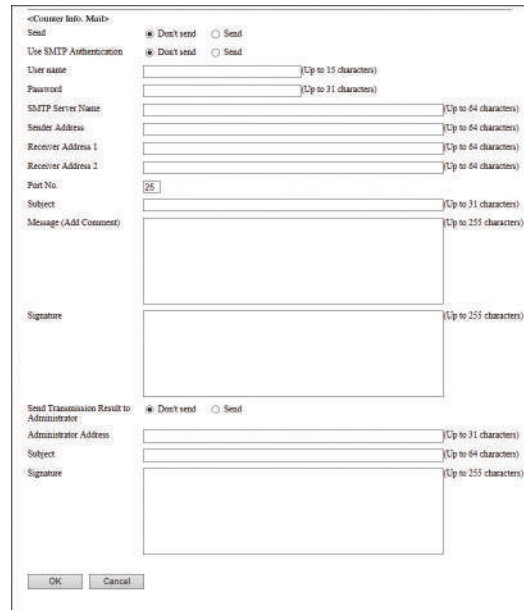 <Counter Info. Mail>
Send Don't send Send
Use SMTP Authentication Don't send Send
User name (Up to 15 characters)
Password (Up to 31 characters)
SMTP Server Name (Up to 64 characters)
Sender Address (Up to 64 characters)
Receiver Address 1 (Up to 64 characters)
Receiver Address 2 (Up to 64 characters)
Port No. 25
Subject (Up to 31 characters)
Message (Add Comment) (Up to 255 characters)
Signature (Up to 255 characters)
Send Transmission Result to Don't send Send
Administrator
Administrator Address (Up to 31 characters)
Subject (Up to 64 characters)
Signature (Up to 255 characters)
OK Cancel